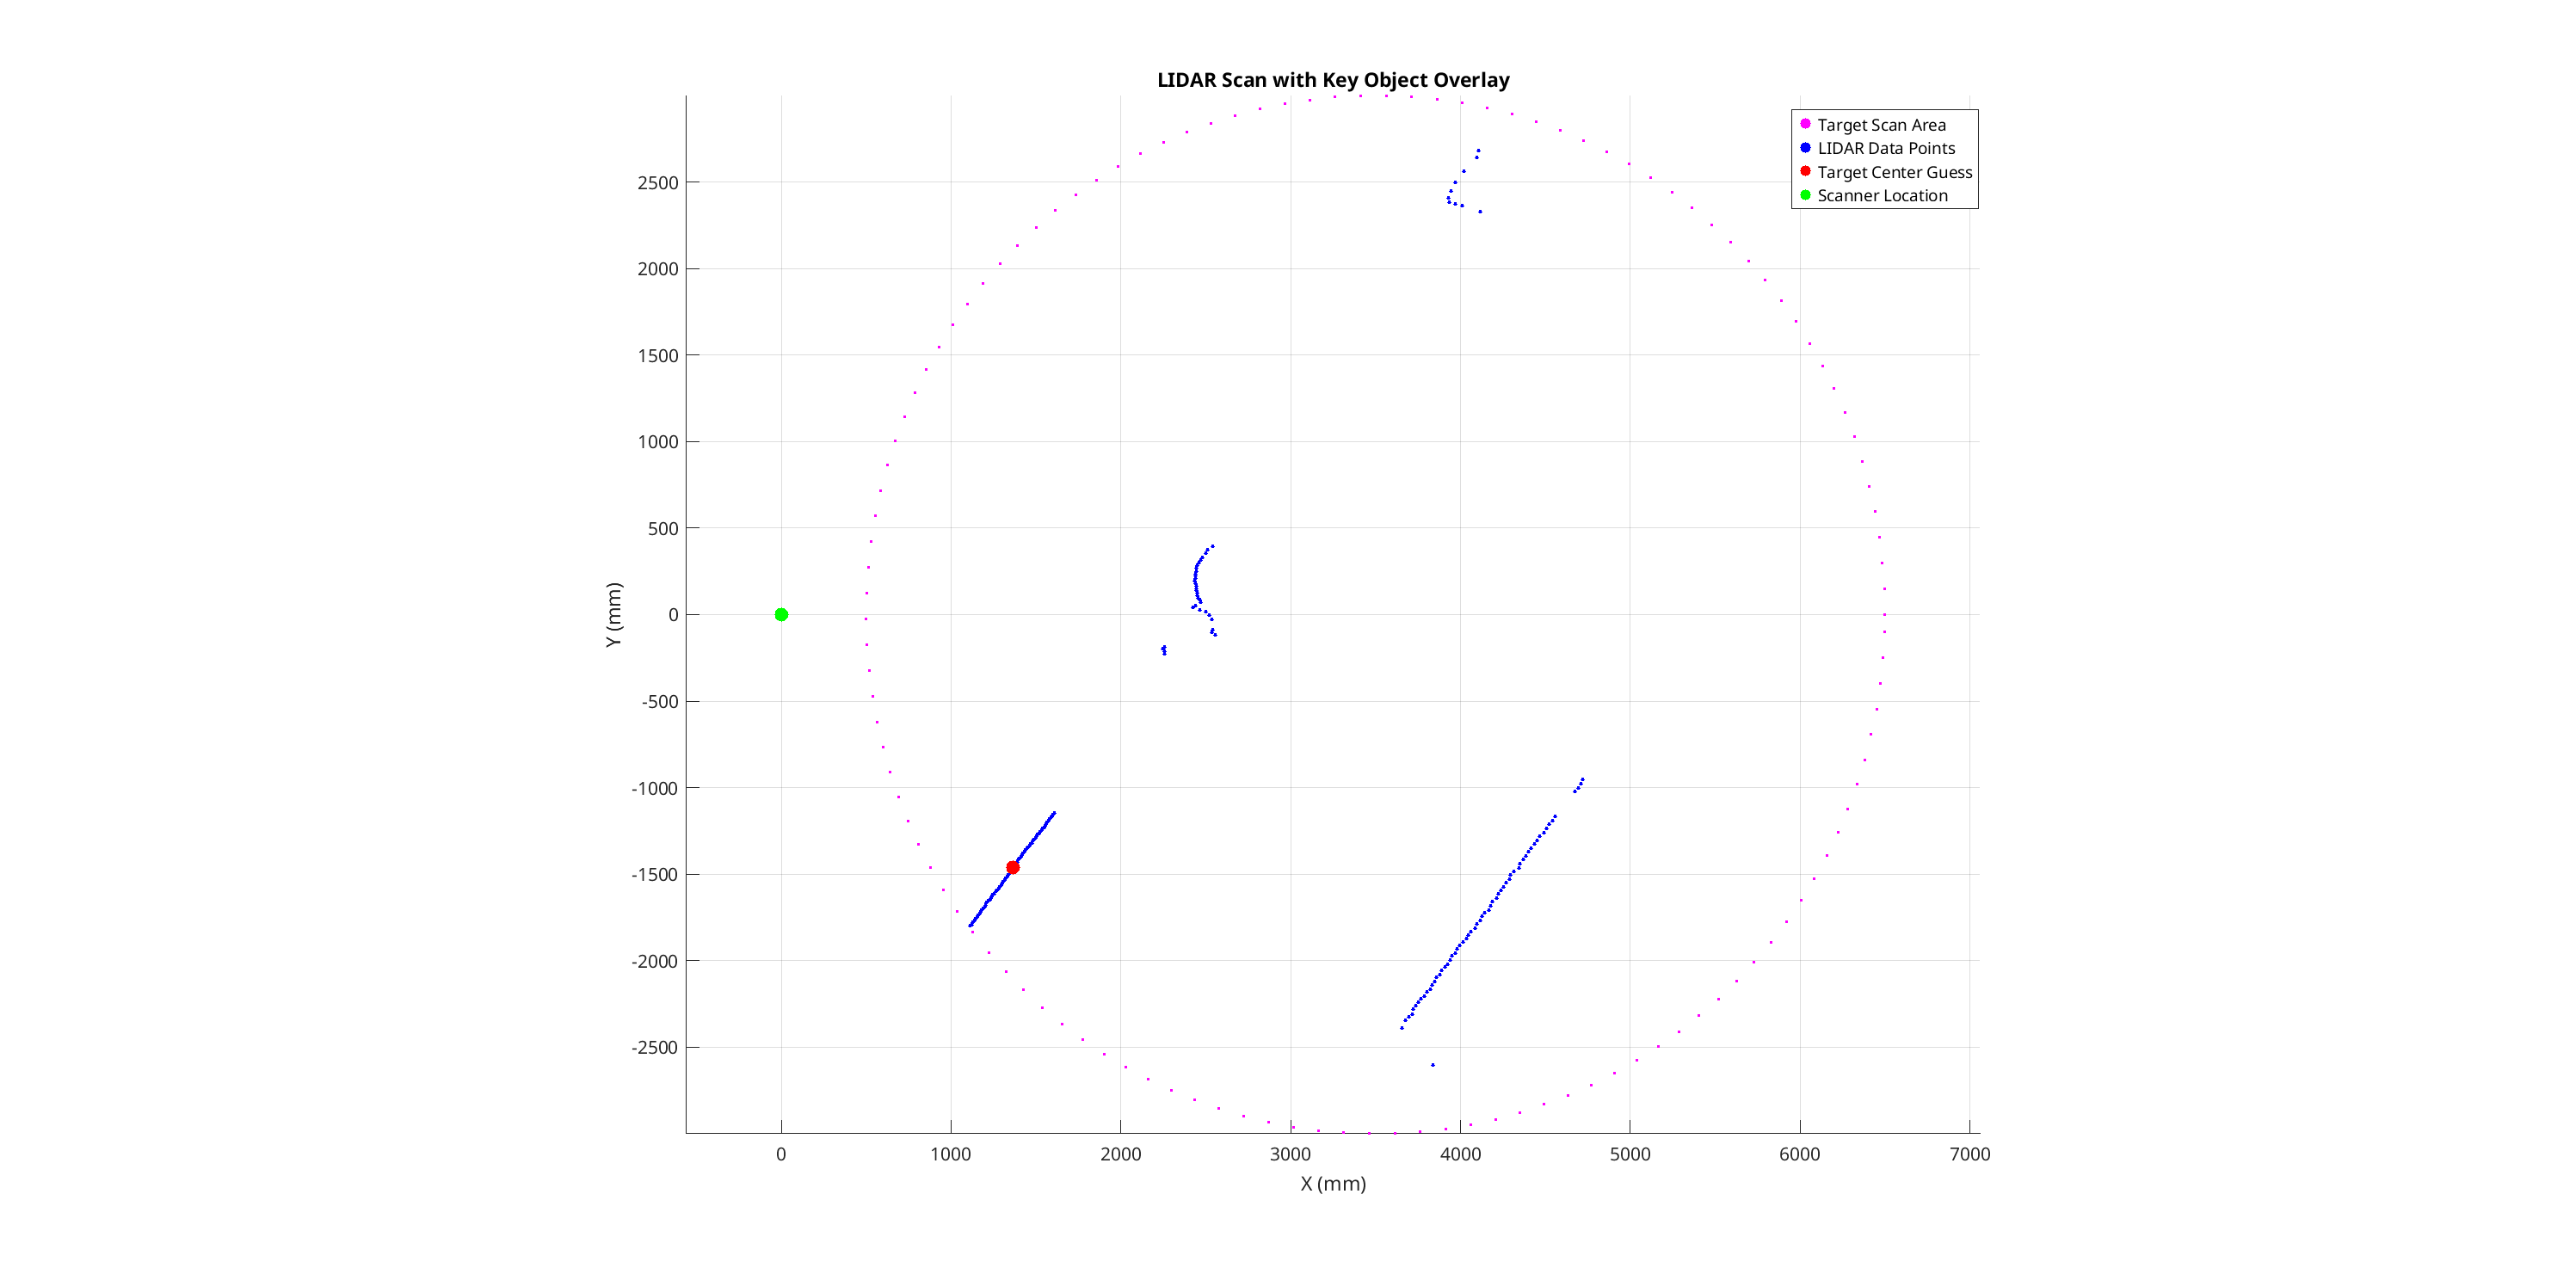 LIDAR Scan with Key Object Overlay
Target Scan Area
LIDAR Data Points
Target Center Guess
Scanner Location
2500
2000
1500
1000
500
0
-500
-1000
-1500
-2000
-2500
Y (mm)
0 1000 2000 3000 4000 5000 6000 7000
X (mm)